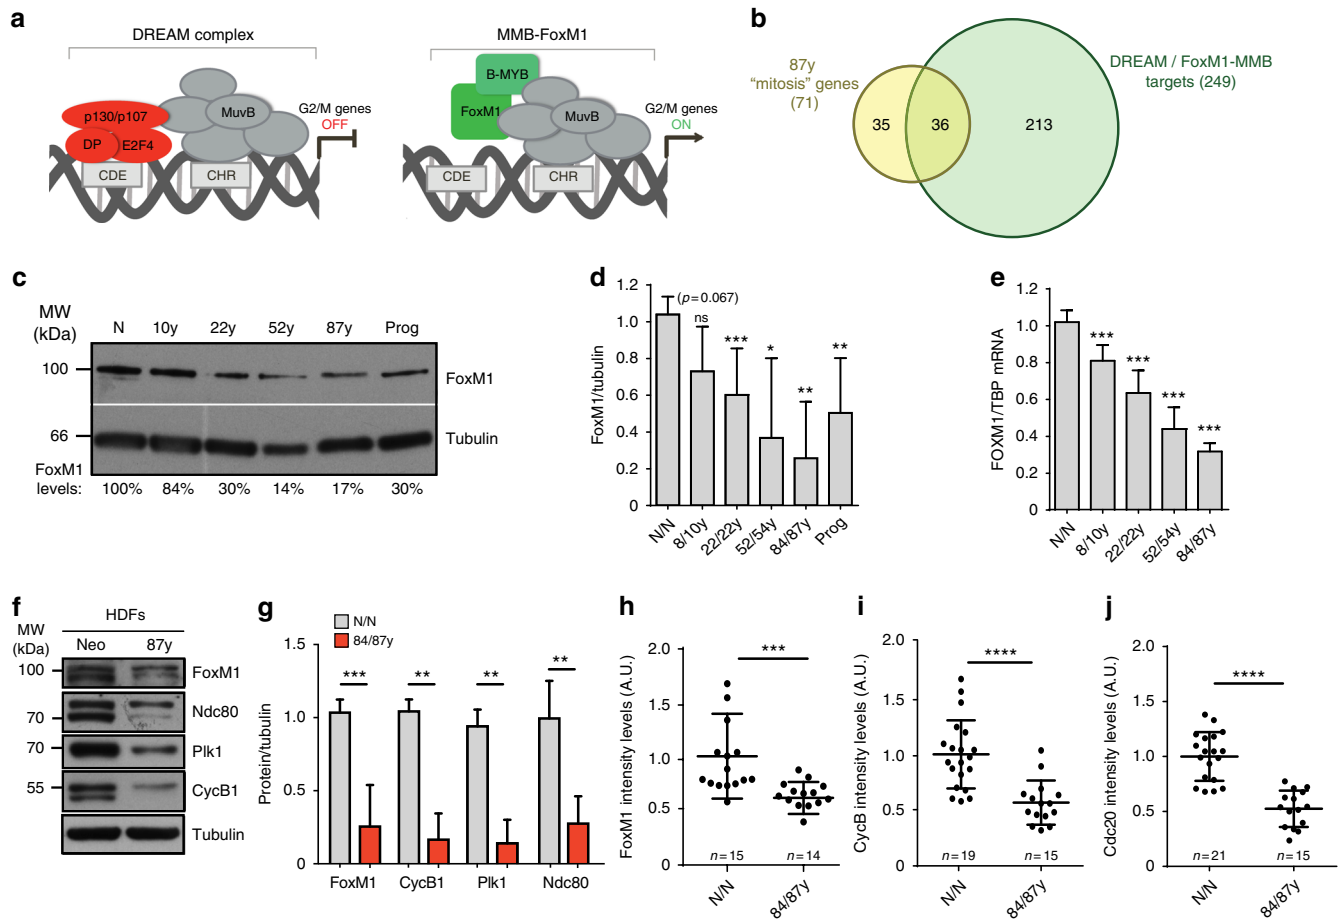 a
DREAM complex
p130/p107
DP
E2F4
MuvB
G2/M genes
OFF
CDE
CHR
MMB-FoxM1
B-MYB
FoxM1
MuvB
G2/M genes
ON
CDE
CHR
b
87y
“mitosis” genes
(71)
35
36
213
DREAM / FoxM1-MMB
targets (249)
c
MW
(kDa)
N 10y 22y 52y 87y Prog
100
FoxM1
66
Tubulin
FoxM1
levels: 100% 84% 30% 14% 17% 30%
d
FoxM1/tubulin
1.2
1.0
0.8
0.6
0.4
0.2
0
(p=0.067)
ns
***
*
**
**
N/N
8/10y
22/22y
52/54y
84/87y
Prog
e
FOXM1/TBP mRNA
1.2
1.0
0.8
0.6
0.4
0.2
0
***
***
***
***
N/N
8/10y
22/22y
52/54y
84/87y
f
HDFs
MW
(kDa)
Neo 87y
100
FoxM1
Ndc80
70
70
Plk1
55
CycB1
Tubulin
g
N/N
84/87y
Protein/tubulin
1.5
1.0
0.5
0
***
**
**
**
FoxM1
CycB1
Plk1
Ndc80
h
FoxM1 intensity levels (A.U.)
2.0
1.5
1.0
0.5
0
***
n=15
n=14
N/N
84/87y
i
CycB intensity levels (A.U.)
2.0
1.5
1.0
0.5
0
****
n=19
n=15
N/N
84/87y
j
Cdc20 intensity levels (A.U.)
2.0
1.5
1.0
0.5
0
****
n=21
n=15
N/N
84/87y